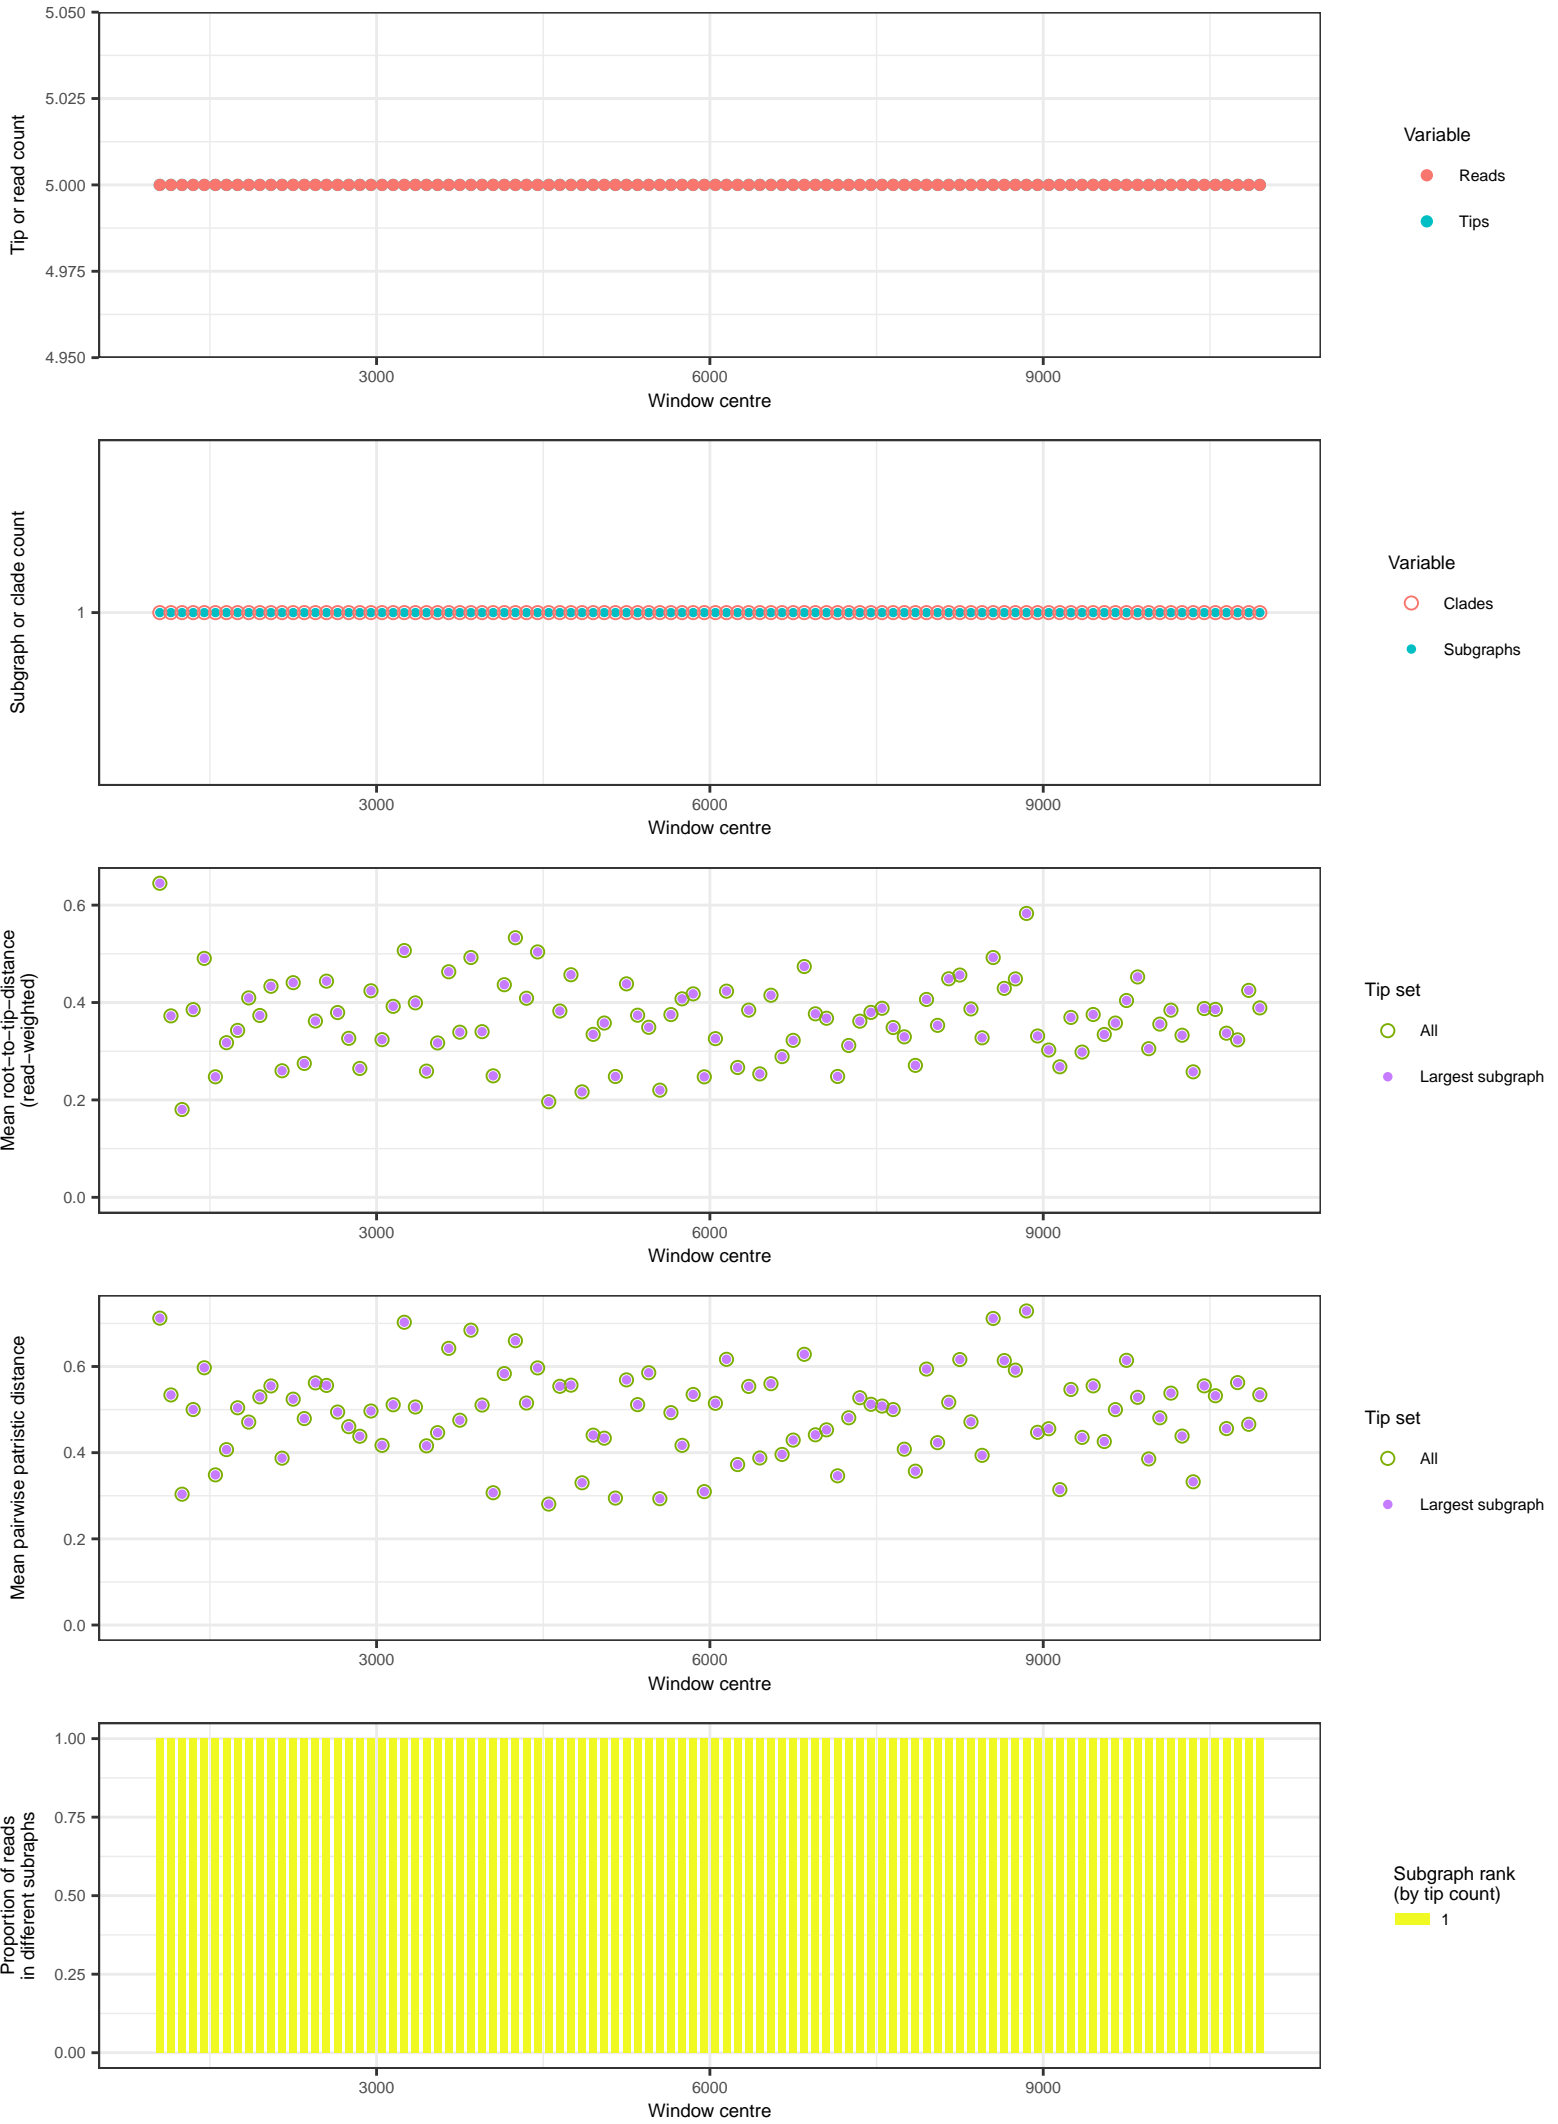 5.050
5.025
5.000
4.975
4.950
Tip or read count
3000
6000
9000
Window centre
Variable
Reads
Tips
1
Subgraph or clade count
3000
6000
9000
Window centre
Variable
Clades
Subgraphs
0.6
0.4
0.2
0.0
Mean root−to−tip−distance
(read−weighted)
3000
6000
9000
Window centre
Tip set
All
Largest subgraph
0.6
0.4
0.2
0.0
Mean pairwise patristic distance
3000
6000
9000
Window centre
Tip set
All
Largest subgraph
1.00
0.75
0.50
0.25
0.00
Proportion of reads
in different subraphs
3000
6000
9000
Window centre
Subgraph rank
(by tip count)
1